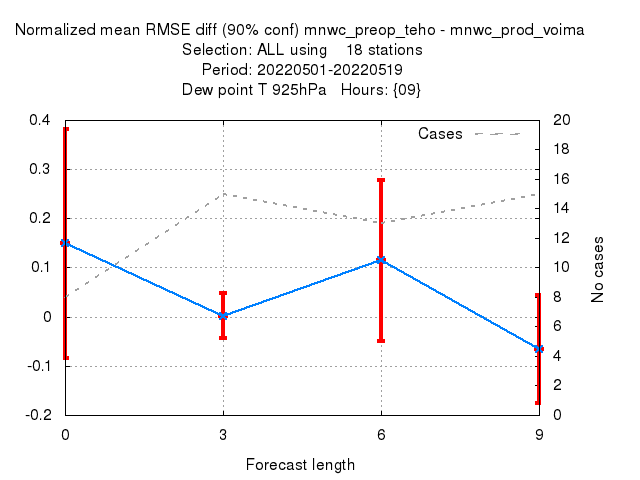 Normalized mean RMSE diff (90% conf) mnwc_preop_teho - mnwc_prod_voima
Selection: ALL using    18 stations
Period: 20220501-20220519
Dew point T 925hPa   Hours: {09}
Cases
0.4
0.3
0.2
0.1
0
-0.1
-0.2
20
18
16
14
12
10
8
6
4
2
0
No cases
0 3 6 9
Forecast length